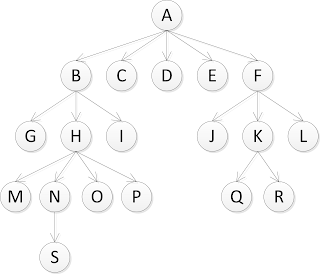 A
B C D E F
G H I J K L
M N O P Q R
S